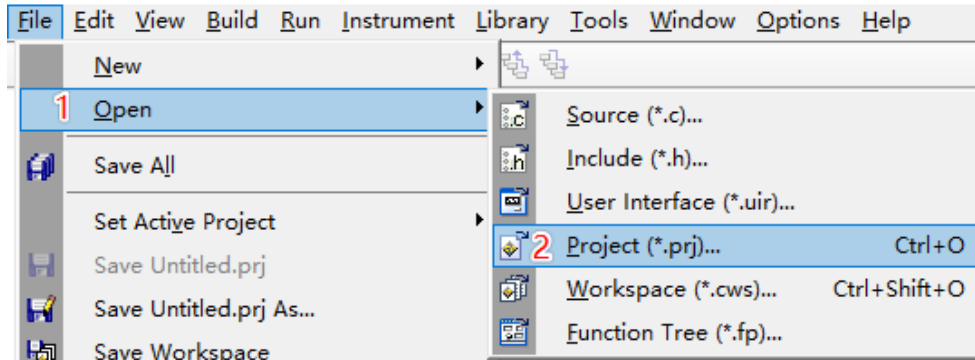 File Edit View Build Run Instrument Library Tools Window Options Help
New
1 Open
Save All
Set Active Project
Save Untitled.prj
Save Untitled.prj As...
Save Workspace
.c Source (*.c)...
.h Include (*.h)...
User Interface (*.uir)...
2 Project (*.prj)... Ctrl+O
Workspace (*.cws)... Ctrl+Shift+O
Function Tree (*.fp)...